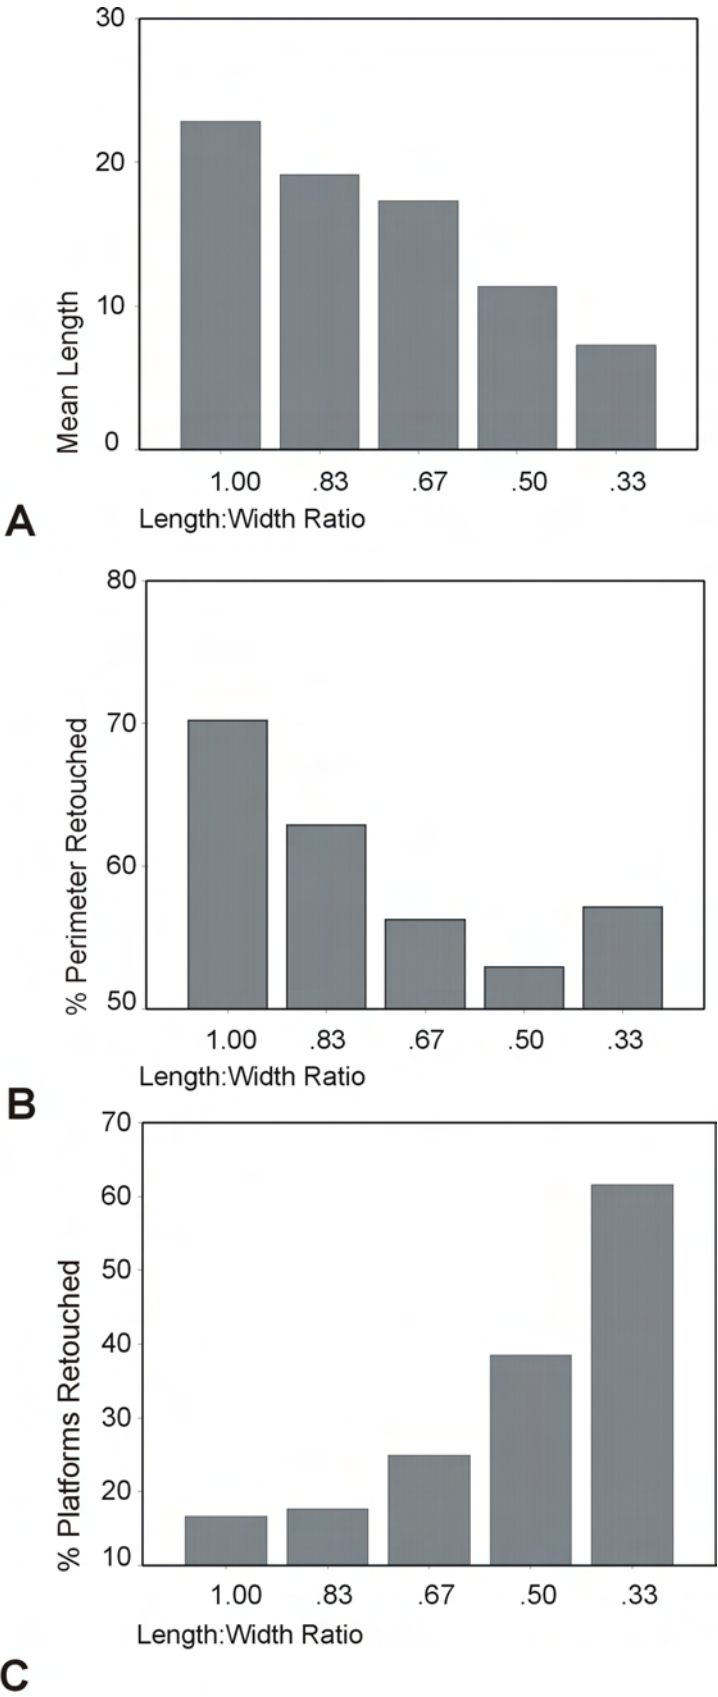 30
20
10
0
Mean Length
1.00 .83 .67 .50 .33
Length:Width Ratio
A
80
70
60
50
% Perimeter Retouched
1.00 .83 .67 .50 .33
Length:Width Ratio
B
70
60
50
40
30
20
10
% Platforms Retouched
1.00 .83 .67 .50 .33
Length:Width Ratio
C